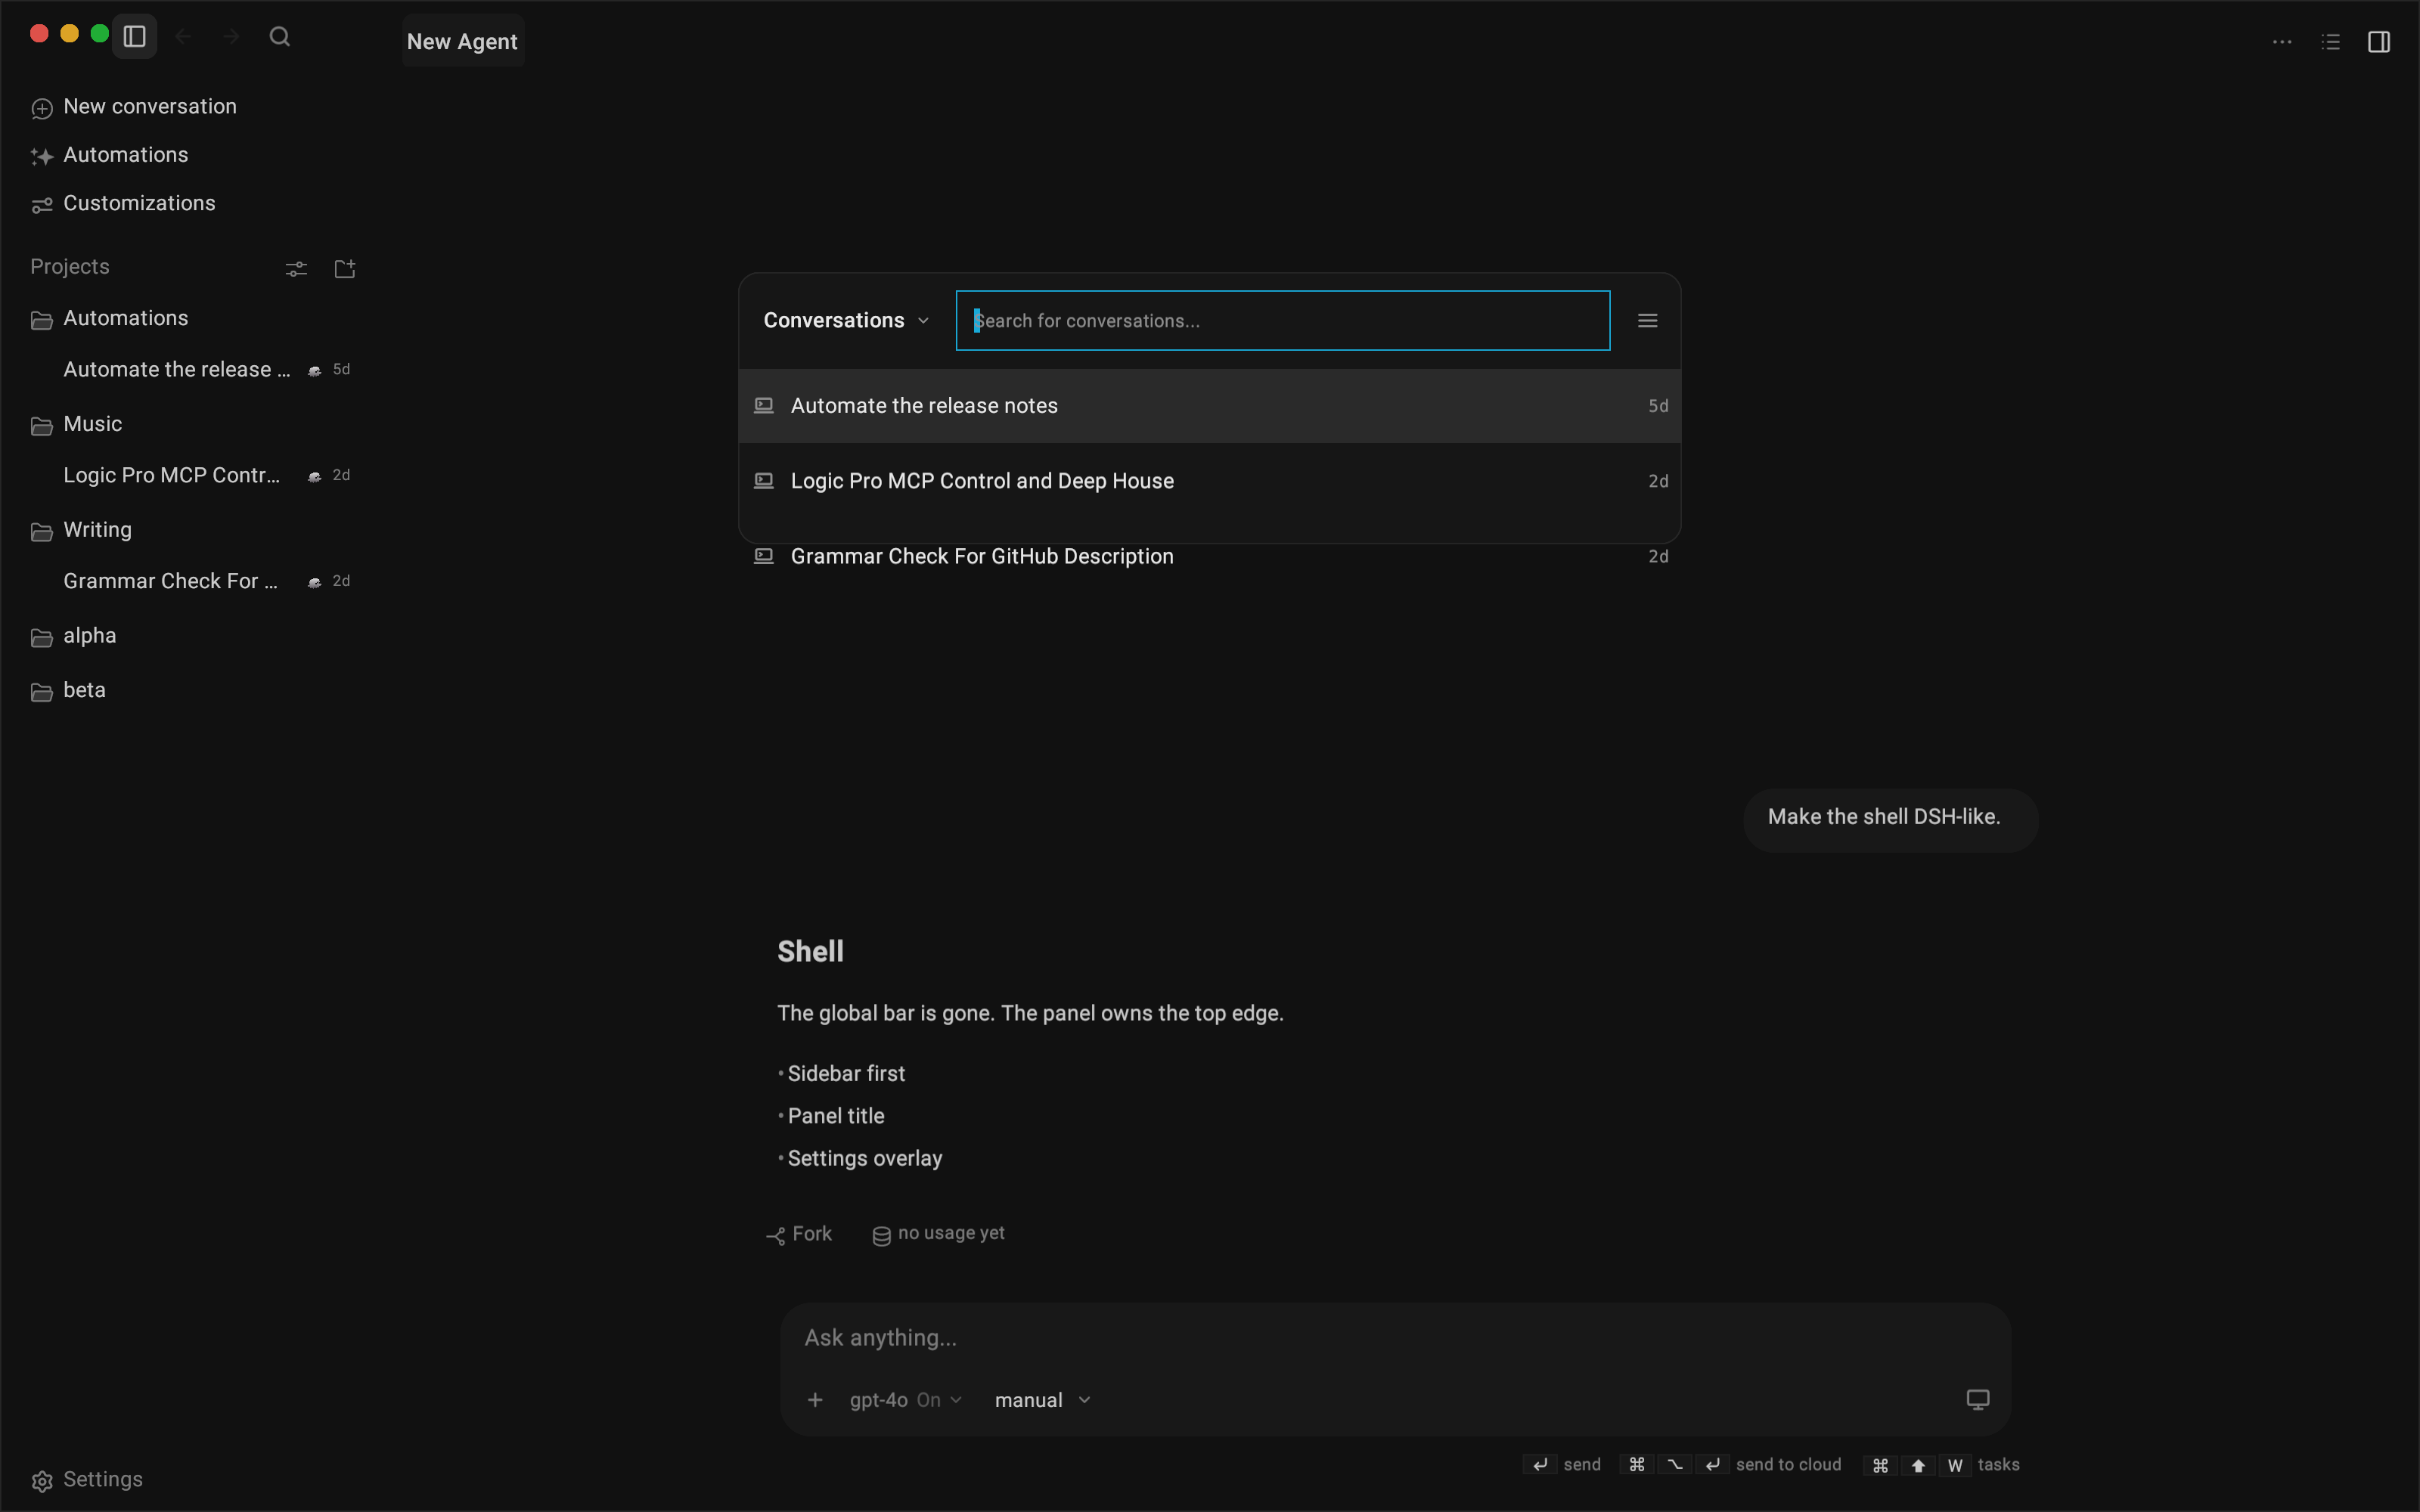 New Agent
New conversation
Automations
Customizations
Projects
Automations
Automate the release ... 5d
Music
Logic Pro MCP Contr... 2d
Writing
Grammar Check For ... 2d
alpha
beta
Settings
Conversations
Search for conversations...
Automate the release notes 5d
Logic Pro MCP Control and Deep House 2d
Grammar Check For GitHub Description 2d
Make the shell DSH-like.
Shell
The global bar is gone. The panel owns the top edge.
• Sidebar first
• Panel title
• Settings overlay
Fork no usage yet
Ask anything...
+ gpt-4o On manual
↵ send ⌘ ⌥ ↵ send to cloud ⌘ ⬆ W tasks